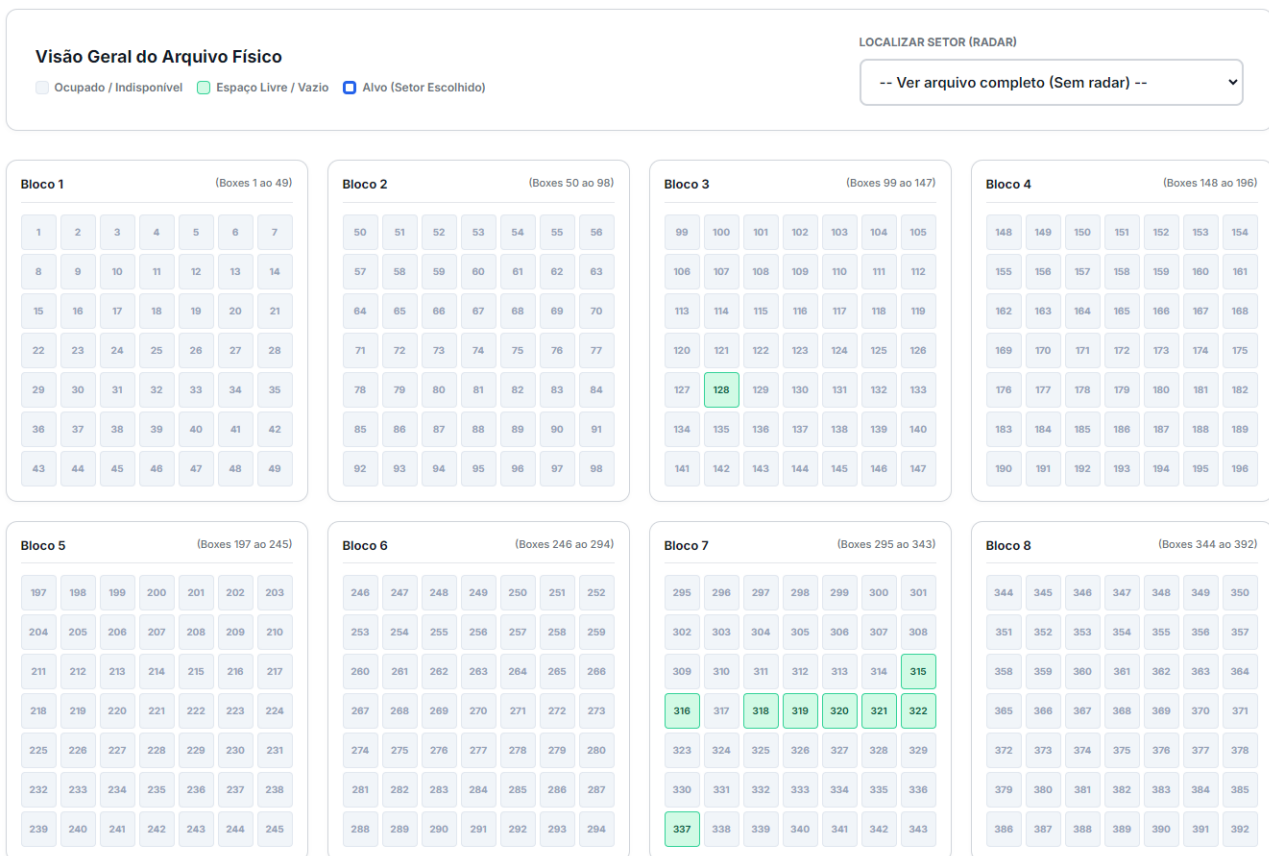 Visão Geral do Arquivo Físico
Ocupado / Indisponível Espaço Livre / Vazio Alvo (Setor Escolhido)
LOCALIZAR SETOR (RADAR)
-- Ver arquivo completo (Sem radar) --
Bloco 1 (Boxes 1 ao 49)
1 2 3 4 5 6 7
8 9 10 11 12 13 14
15 16 17 18 19 20 21
22 23 24 25 26 27 28
29 30 31 32 33 34 35
36 37 38 39 40 41 42
43 44 45 46 47 48 49
Bloco 2 (Boxes 50 ao 98)
50 51 52 53 54 55 56
57 58 59 60 61 62 63
64 65 66 67 68 69 70
71 72 73 74 75 76 77
78 79 80 81 82 83 84
85 86 87 88 89 90 91
92 93 94 95 96 97 98
Bloco 3 (Boxes 99 ao 147)
99 100 101 102 103 104 105
106 107 108 109 110 111 112
113 114 115 116 117 118 119
120 121 122 123 124 125 126
127 128 129 130 131 132 133
134 135 136 137 138 139 140
141 142 143 144 145 146 147
Bloco 4 (Boxes 148 ao 196)
148 149 150 151 152 153 154
155 156 157 158 159 160 161
162 163 164 165 166 167 168
169 170 171 172 173 174 175
176 177 178 179 180 181 182
183 184 185 186 187 188 189
190 191 192 193 194 195 196
Bloco 5 (Boxes 197 ao 245)
197 198 199 200 201 202 203
204 205 206 207 208 209 210
211 212 213 214 215 216 217
218 219 220 221 222 223 224
225 226 227 228 229 230 231
232 233 234 235 236 237 238
239 240 241 242 243 244 245
Bloco 6 (Boxes 246 ao 294)
246 247 248 249 250 251 252
253 254 255 256 257 258 259
260 261 262 263 264 265 266
267 268 269 270 271 272 273
274 275 276 277 278 279 280
281 282 283 284 285 286 287
288 289 290 291 292 293 294
Bloco 7 (Boxes 295 ao 343)
295 296 297 298 299 300 301
302 303 304 305 306 307 308
309 310 311 312 313 314 315
316 317 318 319 320 321 322
323 324 325 326 327 328 329
330 331 332 333 334 335 336
337 338 339 340 341 342 343
Bloco 8 (Boxes 344 ao 392)
344 345 346 347 348 349 350
351 352 353 354 355 356 357
358 359 360 361 362 363 364
365 366 367 368 369 370 371
372 373 374 375 376 377 378
379 380 381 382 383 384 385
386 387 388 389 390 391 392